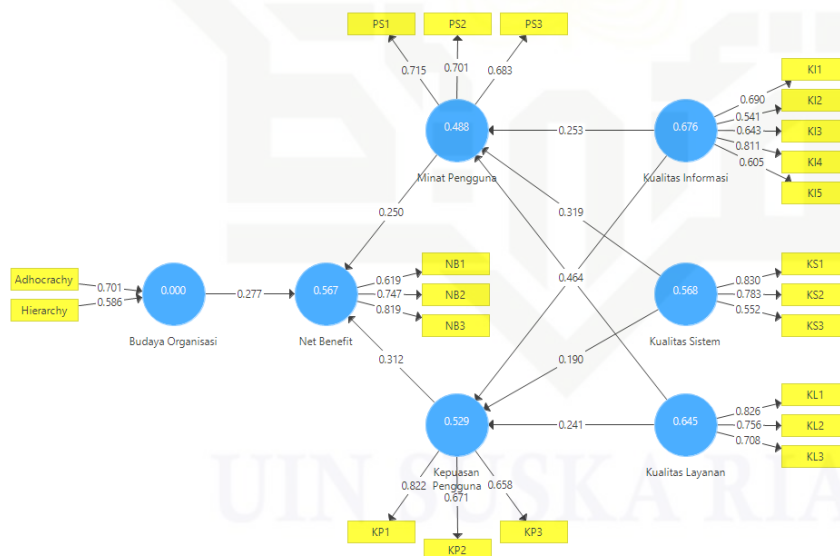 PS1
PS2
PS3
0.715
0.701
0.683
KI1
KI2
KI3
KI4
KI5
0.690
0.541
0.643
0.811
0.605
0.488
Minat Pengguna
0.253
0.676
Kualitas Informasi
0.250
0.319
0.464
Adhocrachy
Hierarchy
0.701
0.586
0.000
Budaya Organisasi
0.277
0.567
Net Benefit
0.619
0.747
0.819
NB1
NB2
NB3
0.568
Kualitas Sistem
0.830
0.783
0.552
KS1
KS2
KS3
0.312
0.190
0.529
Kepuasan
Pengguna
0.241
0.645
Kualitas Layanan
0.826
0.756
0.708
KL1
KL2
KL3
0.822
0.671
0.658
KP1
KP2
KP3
UIN SUSKA RIA